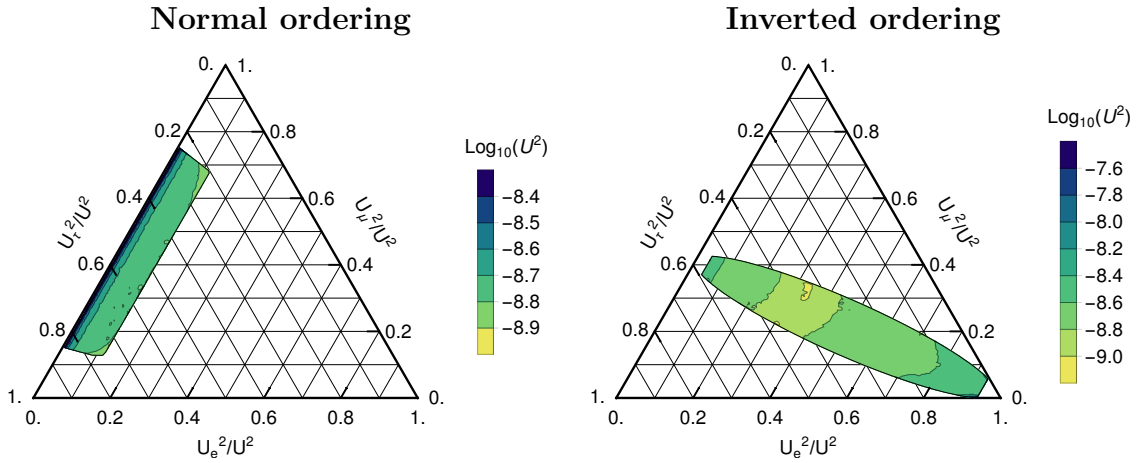 Normal ordering
0. 1.
0.2 0.8
0.4 0.6
0.6 0.4
0.8 0.2
1. 0.
0. 0.2 0.4 0.6 0.8 1.
Uτ²/U²
Uμ²/U²
Ue²/U²
Log10(U²)
−8.4
−8.5
−8.6
−8.7
−8.8
−8.9
Inverted ordering
0. 1.
0.2 0.8
0.4 0.6
0.6 0.4
0.8 0.2
1. 0.
0. 0.2 0.4 0.6 0.8 1.
Uτ²/U²
Uμ²/U²
Ue²/U²
Log10(U²)
−7.6
−7.8
−8.0
−8.2
−8.4
−8.6
−8.8
−9.0